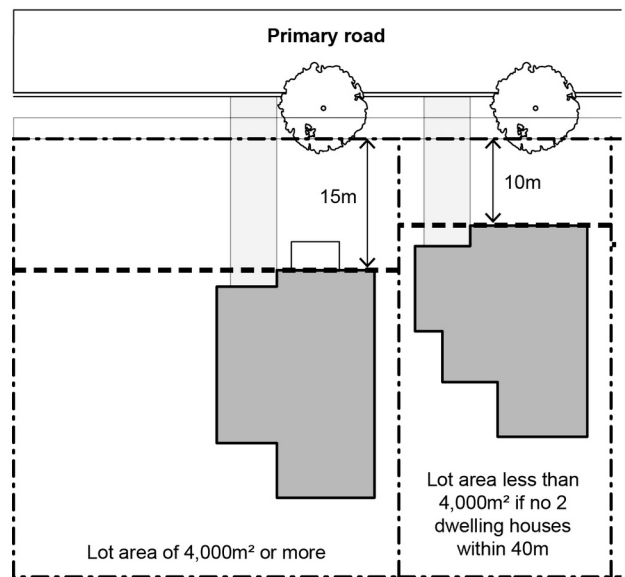 Primary road
15m
10m
Lot area less than
4,000m² if no 2
dwelling houses
within 40m
Lot area of 4,000m² or more